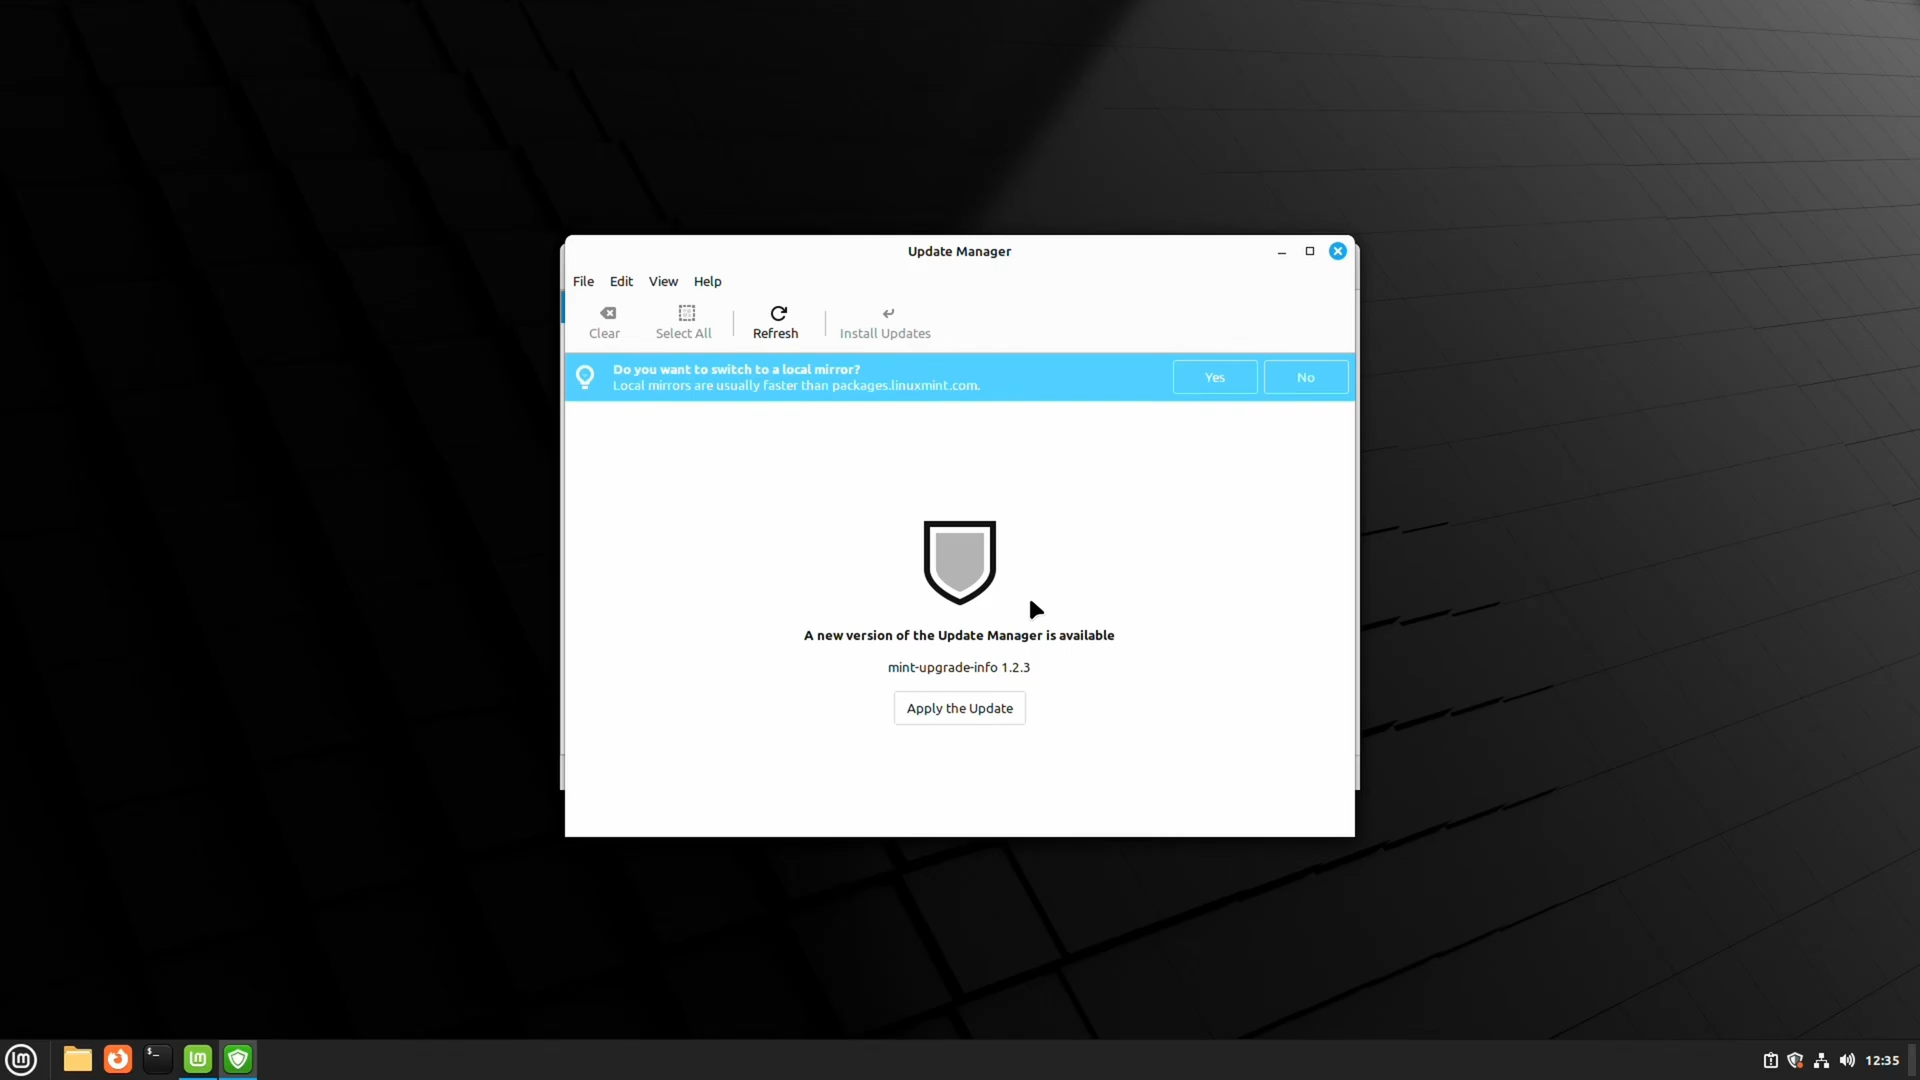 Update Manager
File Edit View Help
Clear Select All Refresh Install Updates
Do you want to switch to a local mirror?
Local mirrors are usually faster than packages.linuxmint.com.
Yes No
A new version of the Update Manager is available
mint-upgrade-info 1.2.3
Apply the Update
12:35